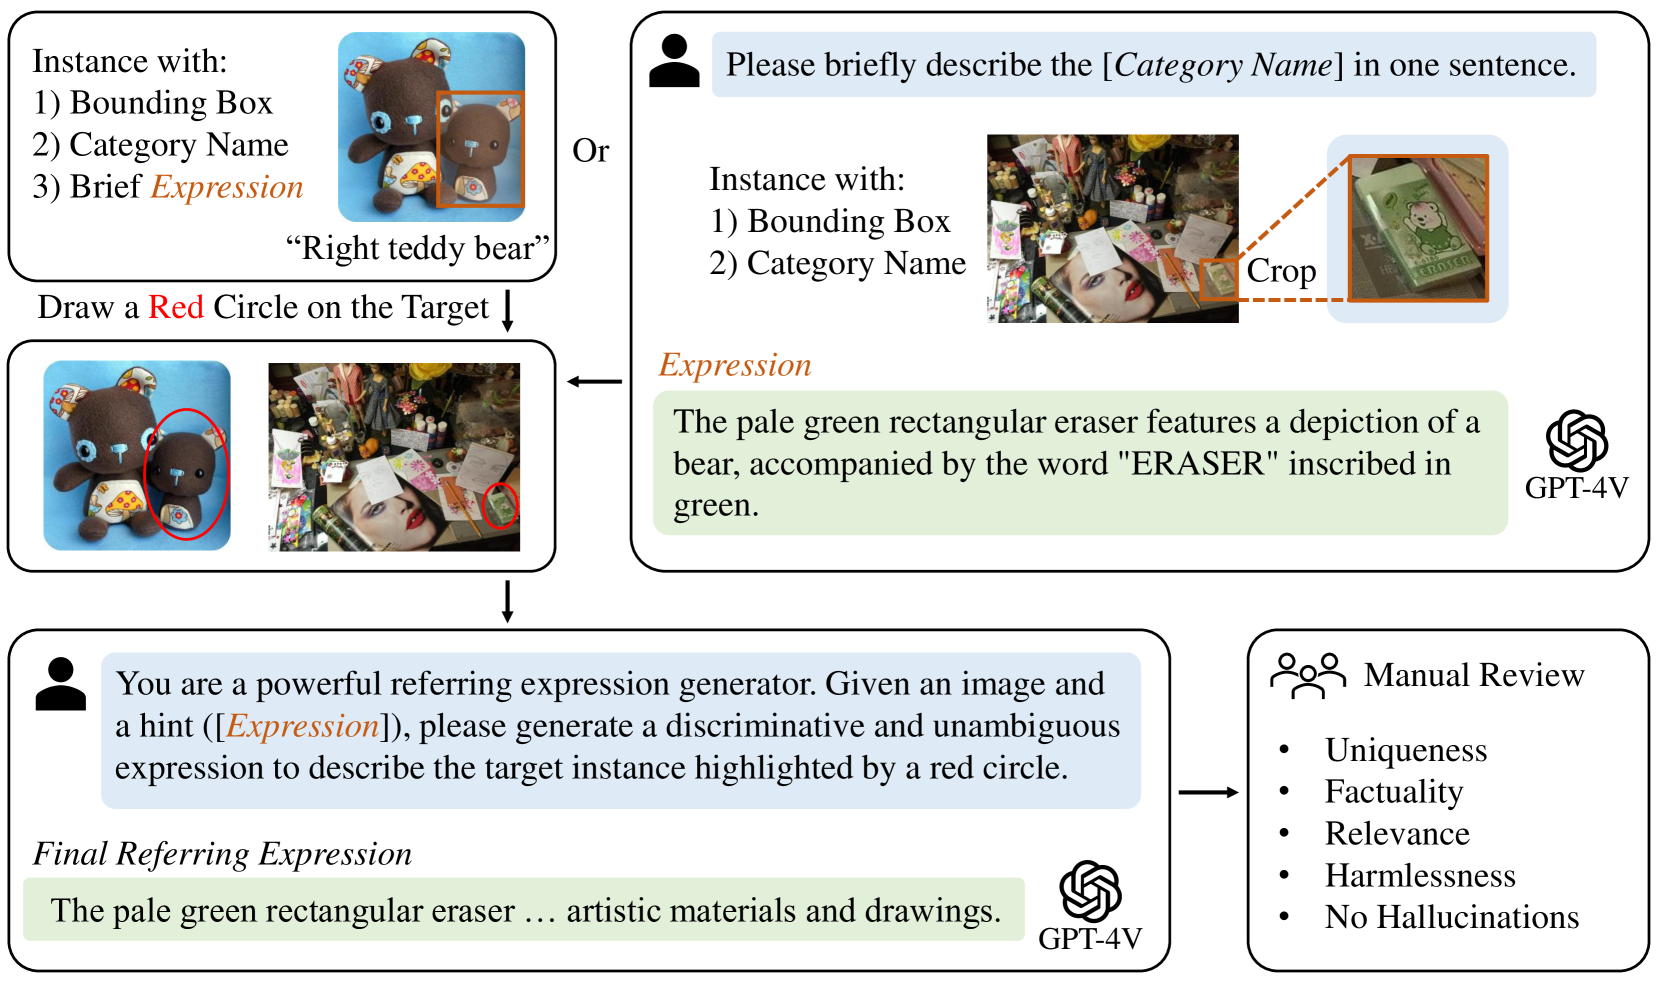 Instance with:
1) Bounding Box
2) Category Name
3) Brief Expression
“Right teddy bear”
Or
Please briefly describe the [Category Name] in one sentence.
Instance with:
1) Bounding Box
2) Category Name
Crop
ERASER
Expression
The pale green rectangular eraser features a depiction of a
bear, accompanied by the word "ERASER" inscribed in
green.
GPT-4V
Draw a Red Circle on the Target
You are a powerful referring expression generator. Given an image and
a hint ([Expression]), please generate a discriminative and unambiguous
expression to describe the target instance highlighted by a red circle.
Final Referring Expression
The pale green rectangular eraser … artistic materials and drawings.
GPT-4V
Manual Review
• Uniqueness
• Factuality
• Relevance
• Harmlessness
• No Hallucinations